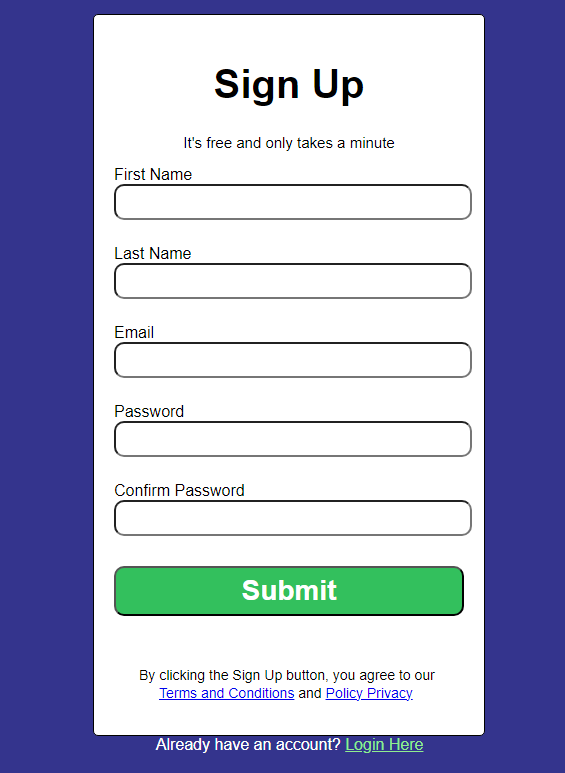 Sign Up
It's free and only takes a minute
First Name
Last Name
Email
Password
Confirm Password
Submit
By clicking the Sign Up button, you agree to our
Terms and Conditions and Policy Privacy
Already have an account? Login Here